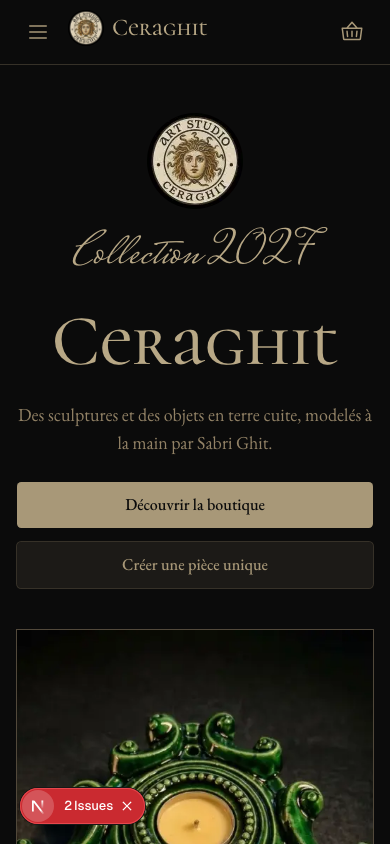 Ceraghit
ART STUDIO
CERAGHIT
Collection 2027
Ceraghit
Des sculptures et des objets en terre cuite, modelés à
la main par Sabri Ghit.
Découvrir la boutique
Créer une pièce unique
N
2 Issues